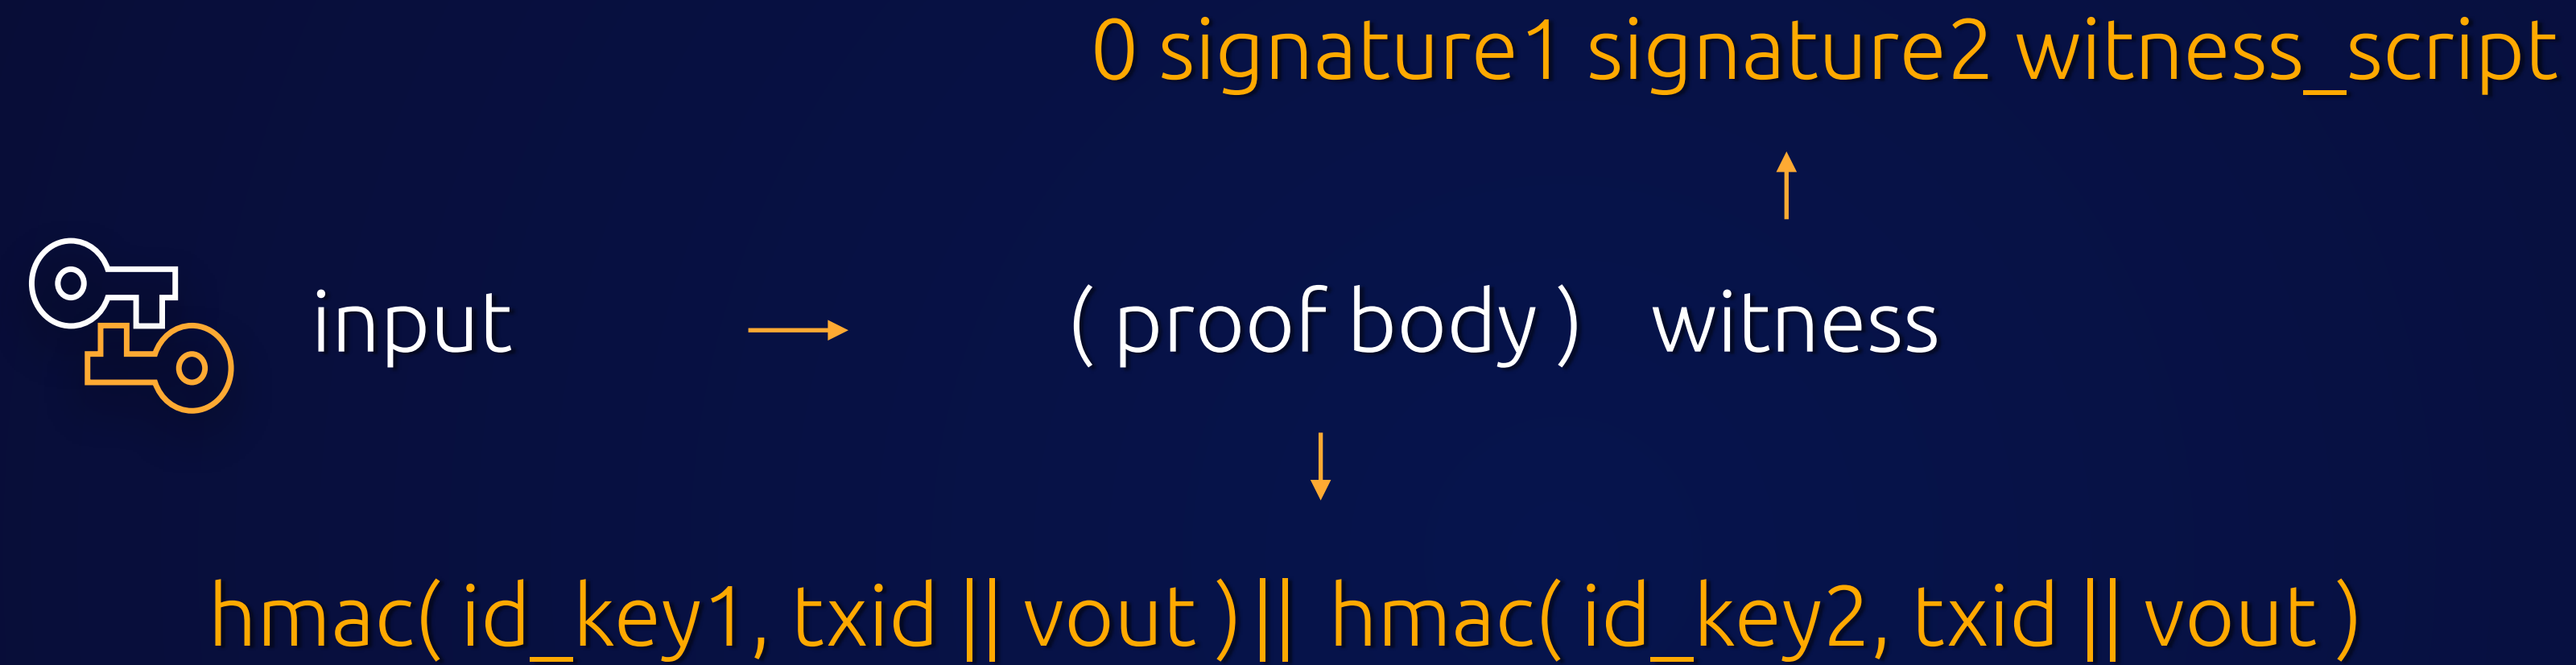 0 signature1 signature2 witness_script
input ( proof body ) witness
hmac( id_key1, txid || vout ) || hmac( id_key2, txid || vout )